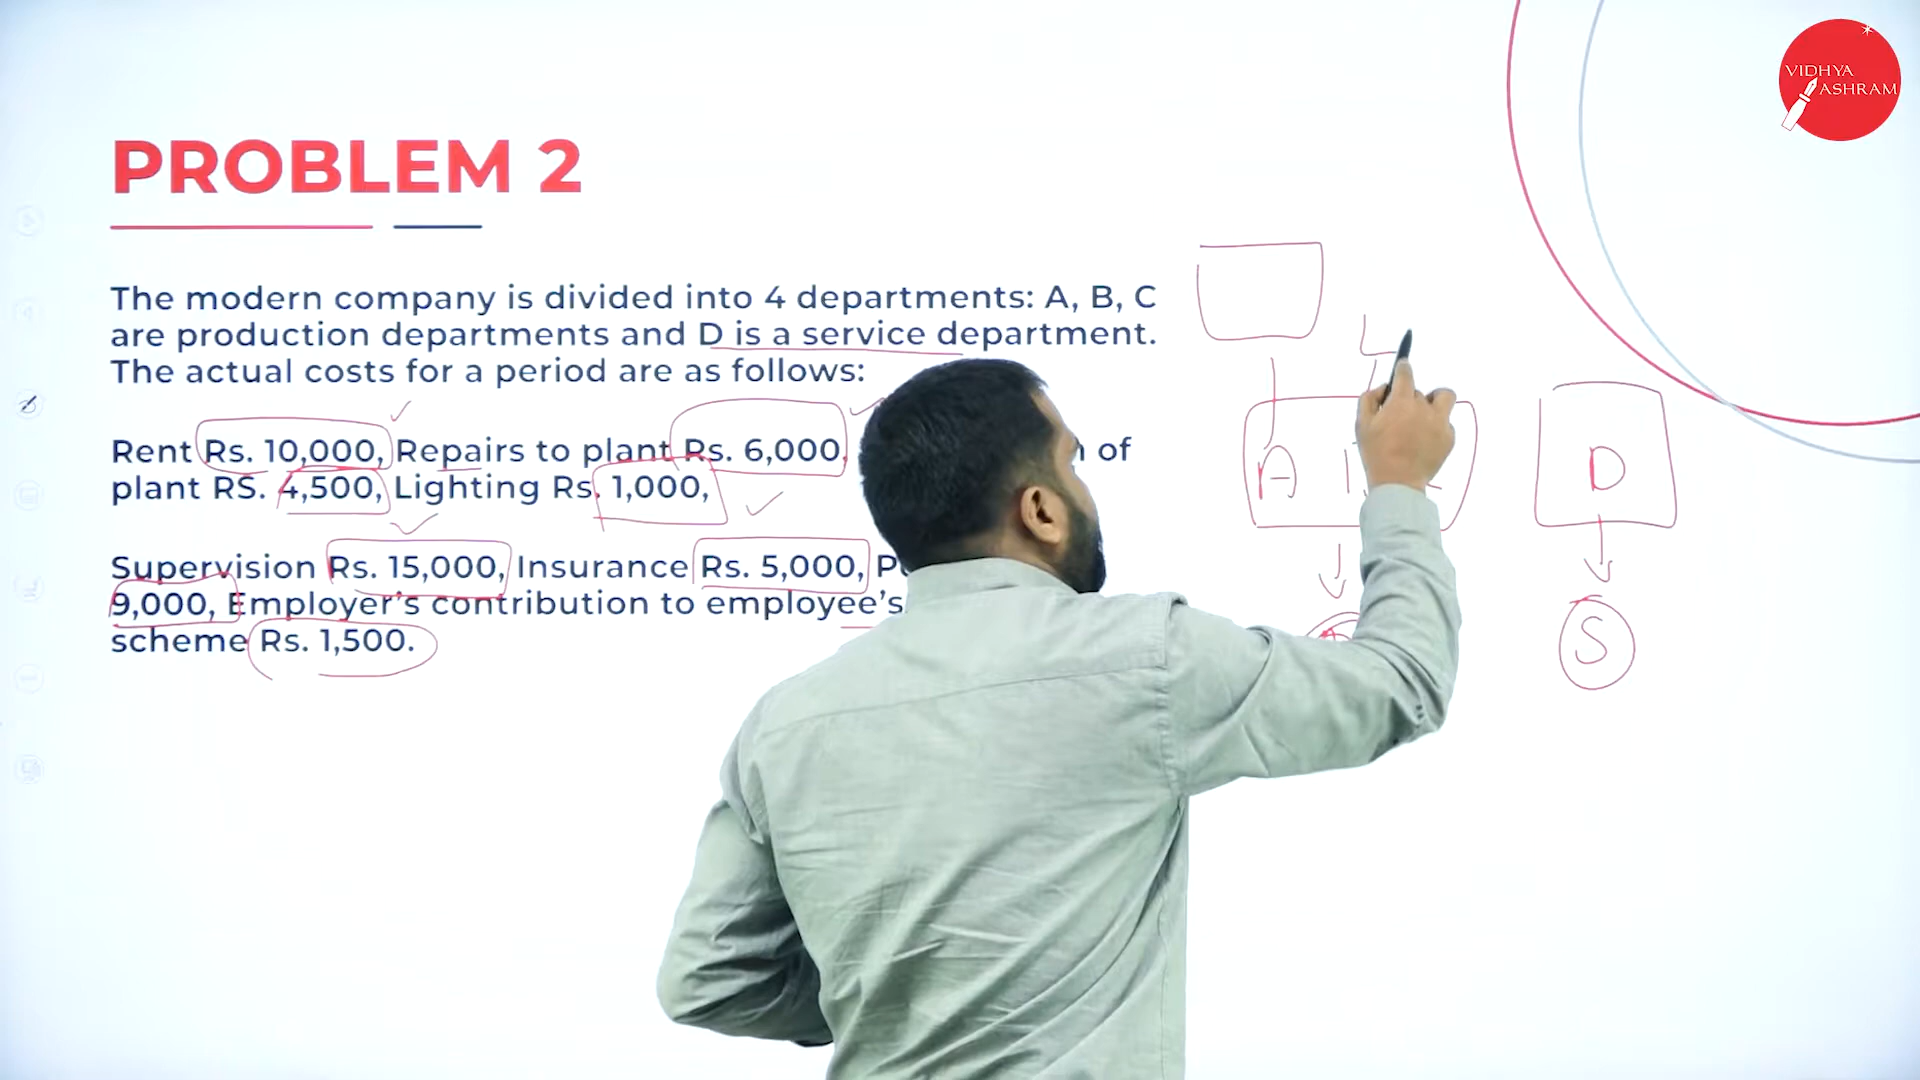 VIDHYA
ASHRAM
PROBLEM 2
The modern company is divided into 4 departments: A, B, C
are production departments and D is a service department.
The actual costs for a period are as follows:
Rent Rs. 10,000, Repairs to plant Rs. 6,000, of
plant RS. 4,500, Lighting Rs. 1,000,
Supervision Rs. 15,000, Insurance Rs. 5,000,
9,000, Employer's contribution to employee's
scheme Rs. 1,500.
A D
S